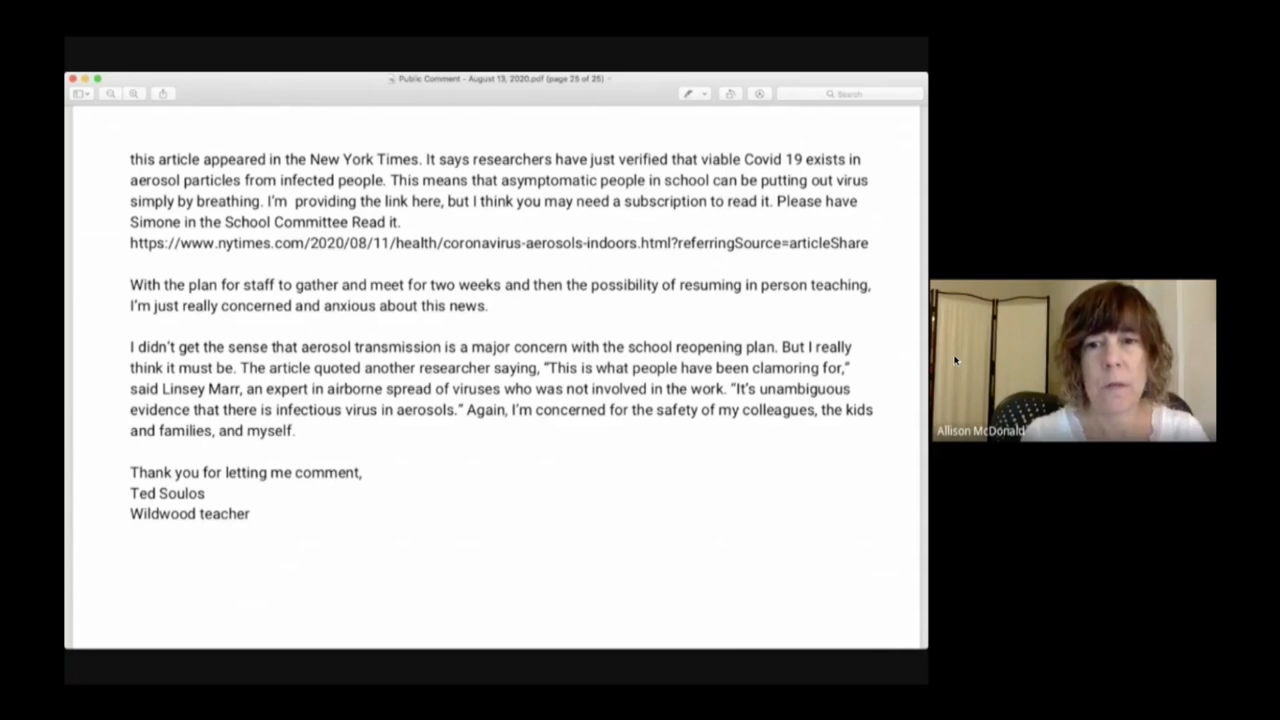 Public Comment - August 13, 2020.pdf (page 25 of 25)
Search
this article appeared in the New York Times. It says researchers have just verified that viable Covid 19 exists in
aerosol particles from infected people. This means that asymptomatic people in school can be putting out virus
simply by breathing. I'm  providing the link here, but I think you may need a subscription to read it. Please have
Simone in the School Committee Read it.
https://www.nytimes.com/2020/08/11/health/coronavirus-aerosols-indoors.html?referringSource=articleShare
With the plan for staff to gather and meet for two weeks and then the possibility of resuming in person teaching,
I'm just really concerned and anxious about this news.
I didn't get the sense that aerosol transmission is a major concern with the school reopening plan. But I really
think it must be. The article quoted another researcher saying, “This is what people have been clamoring for,”
said Linsey Marr, an expert in airborne spread of viruses who was not involved in the work. “It's unambiguous
evidence that there is infectious virus in aerosols.” Again, I'm concerned for the safety of my colleagues, the kids
and families, and myself.
Thank you for letting me comment,
Ted Soulos
Wildwood teacher
Allison McDonald